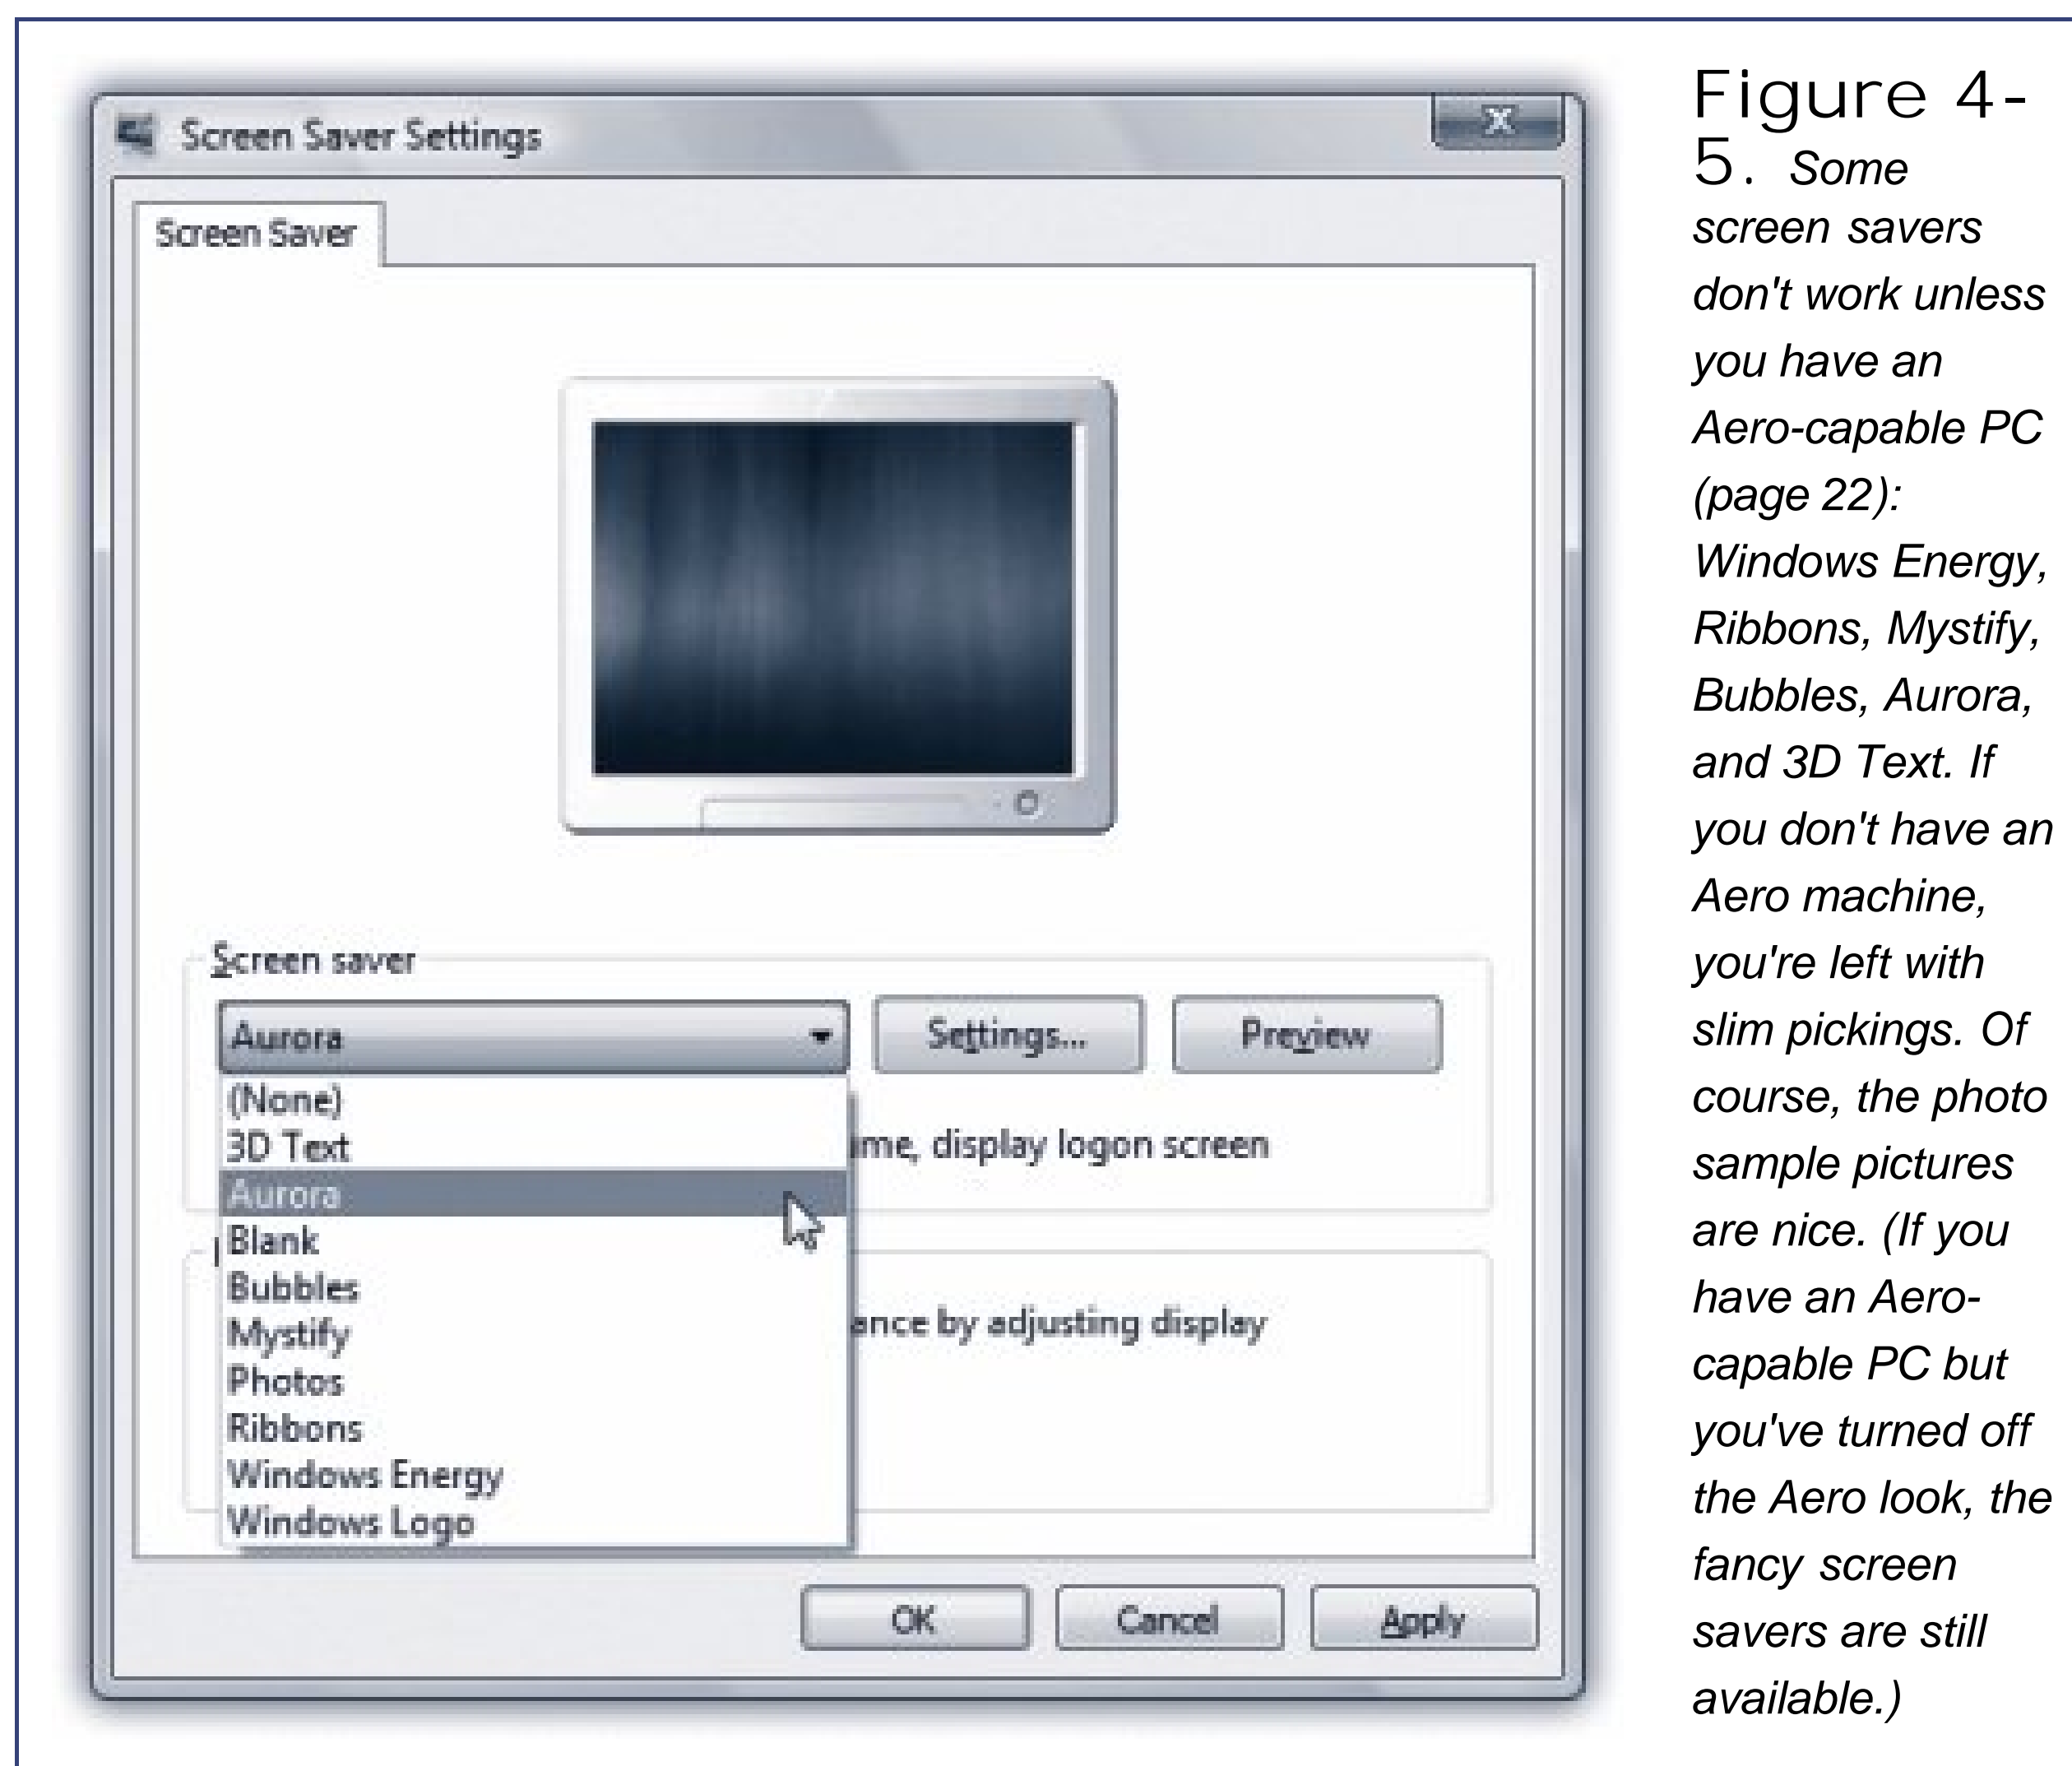 Screen Saver Settings
Screen Saver
Screen saver
Aurora
Settings...
Preview
(None)
3D Text
me, display logon screen
Aurora
Blank
Bubbles
Mystify
ance by adjusting display
Photos
Ribbons
Windows Energy
Windows Logo
OK
Cancel
Apply
Figure 4-
5. Some
screen savers
don't work unless
you have an
Aero-capable PC
(page 22):
Windows Energy,
Ribbons, Mystify,
Bubbles, Aurora,
and 3D Text. If
you don't have an
Aero machine,
you're left with
slim pickings. Of
course, the photo
sample pictures
are nice. (If you
have an Aero-
capable PC but
you've turned off
the Aero look, the
fancy screen
savers are still
available.)